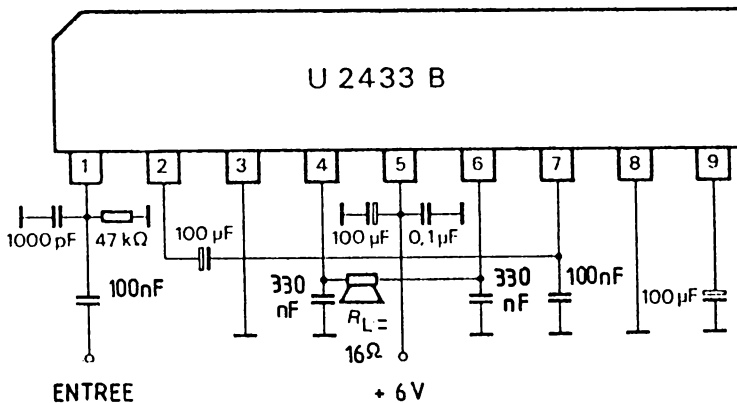 U 2433 B
1 2 3 4 5 6 7 8 9
1000 pF 47 kΩ 100 µF 100 µF 0,1 µF
100nF 330 nF 330 nF 100nF 100 µF
R_L =
16Ω
ENTREE + 6V